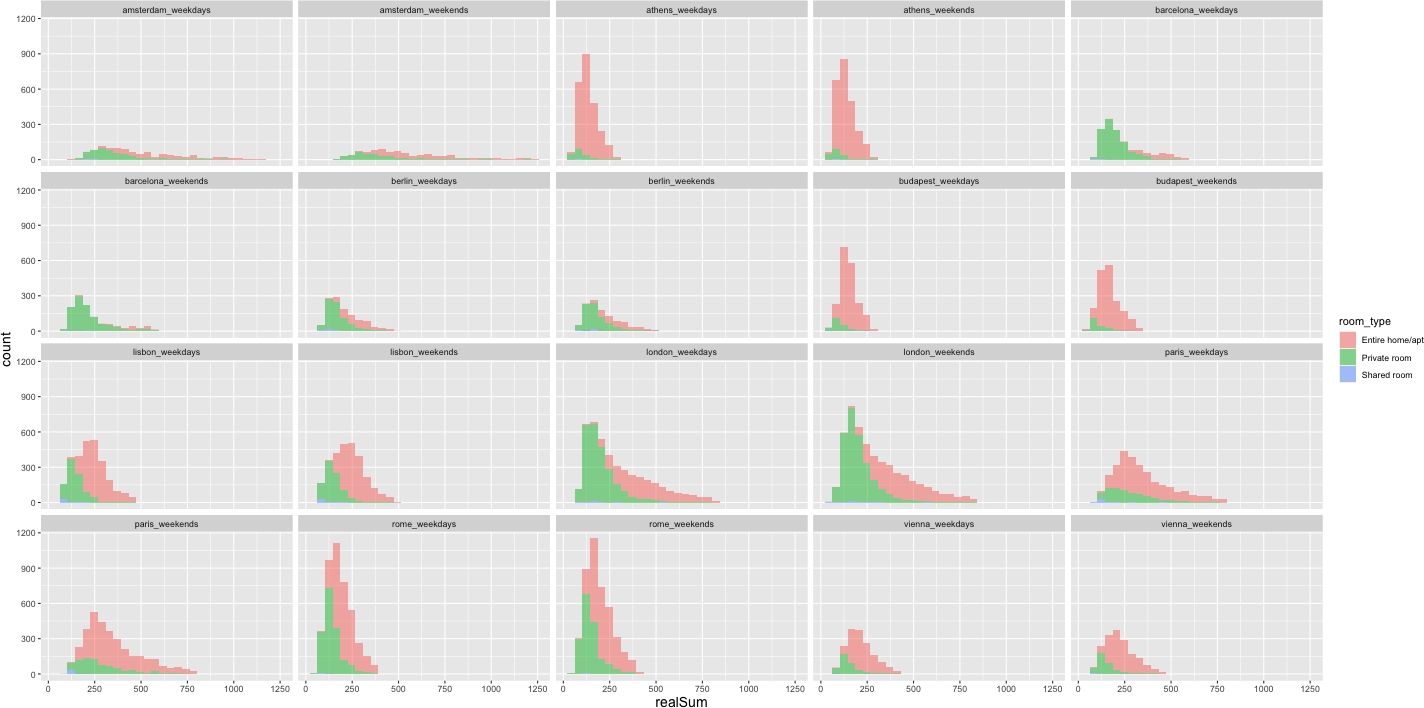 amsterdam_weekdays amsterdam_weekends athens_weekdays athens_weekends barcelona_weekdays
1200
900
600
300
0
barcelona_weekends berlin_weekdays berlin_weekends budapest_weekdays budapest_weekends
1200
900
600
300
0
count
lisbon_weekdays lisbon_weekends london_weekdays london_weekends paris_weekdays
1200
900
600
300
0
paris_weekends rome_weekdays rome_weekends vienna_weekdays vienna_weekends
1200
900
600
300
0
0 250 500 750 1000 1250 0 250 500 750 1000 1250 0 250 500 750 1000 1250 0 250 500 750 1000 1250 0 250 500 750 1000 1250
realSum
room_type
Entire home/apt
Private room
Shared room